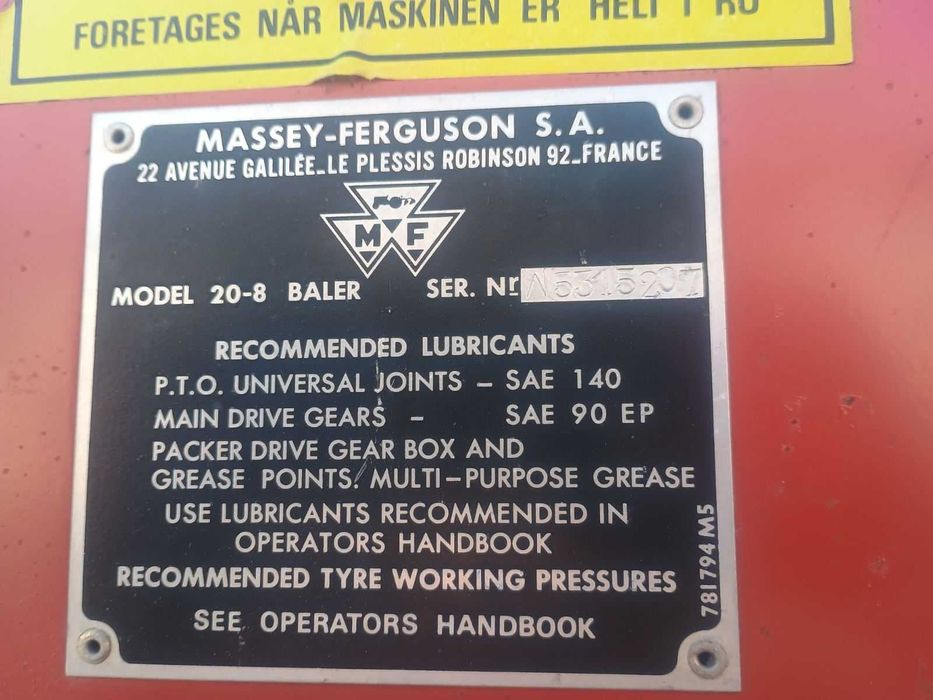 FORETAGES NÅR MASKINEN ER HELT I RO
MASSEY-FERGUSON S.A.
22 AVENUE GALILÉE_LE PLESSIS ROBINSON 92_FRANCE
M F
MODEL 20-8 BALER SER. Nr N5315207
RECOMMENDED LUBRICANTS
P.T.O. UNIVERSAL JOINTS – SAE 140
MAIN DRIVE GEARS – SAE 90 EP
PACKER DRIVE GEAR BOX AND
GREASE POINTS. MULTI–PURPOSE GREASE
USE LUBRICANTS RECOMMENDED IN
OPERATORS HANDBOOK
RECOMMENDED TYRE WORKING PRESSURES
SEE OPERATORS HANDBOOK
781794 M5